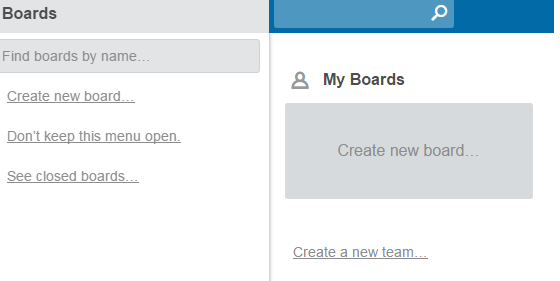 Boards
Find boards by name…
Create new board…
Don’t keep this menu open.
See closed boards…
My Boards
Create new board…
Create a new team…